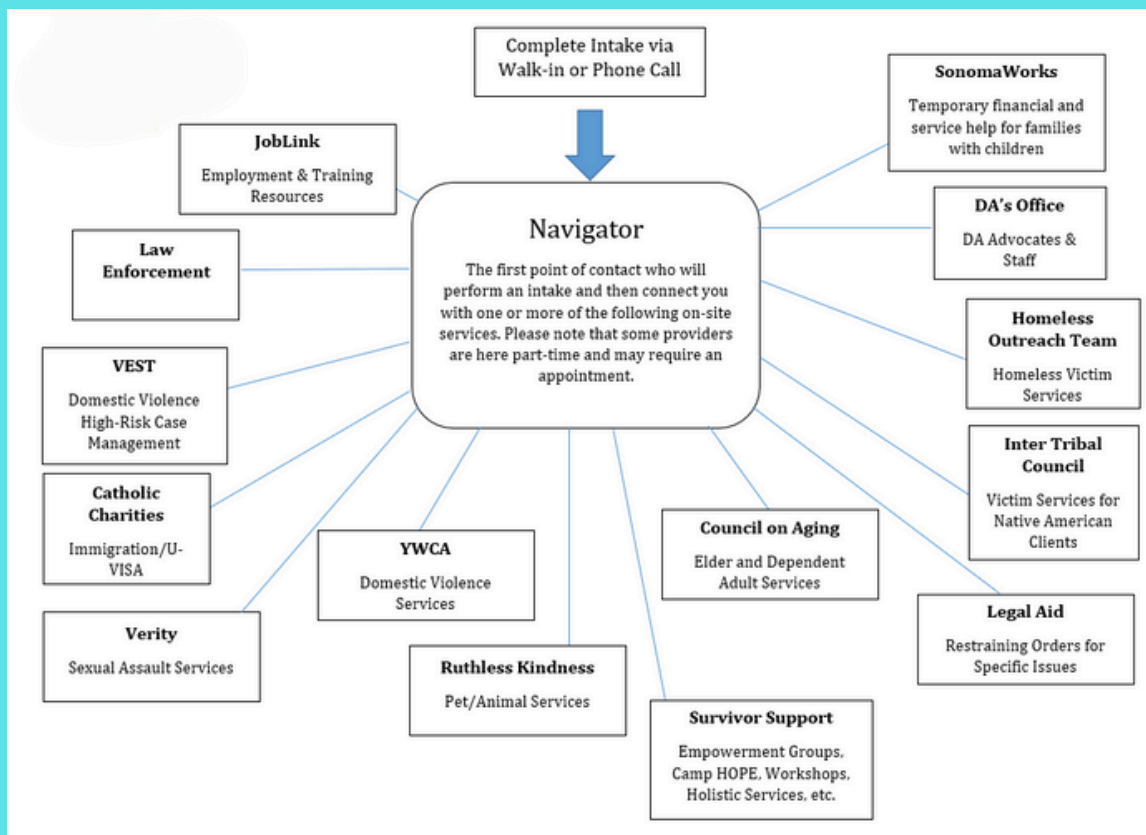 Complete Intake via
Walk-in or Phone Call
Navigator
The first point of contact who will
perform an intake and then connect you
with one or more of the following on-site
services. Please note that some providers
are here part-time and may require an
appointment.
JobLink
Employment & Training
Resources
Law
Enforcement
VEST
Domestic Violence
High-Risk Case
Management
Catholic
Charities
Immigration/U-
VISA
Verity
Sexual Assault Services
YWCA
Domestic Violence
Services
Ruthless Kindness
Pet/Animal Services
Survivor Support
Empowerment Groups,
Camp HOPE, Workshops,
Holistic Services, etc.
Council on Aging
Elder and Dependent
Adult Services
Legal Aid
Restraining Orders for
Specific Issues
Inter Tribal
Council
Victim Services for
Native American
Clients
Homeless
Outreach Team
Homeless Victim
Services
DA's Office
DA Advocates &
Staff
SonomaWorks
Temporary financial and
service help for families
with children